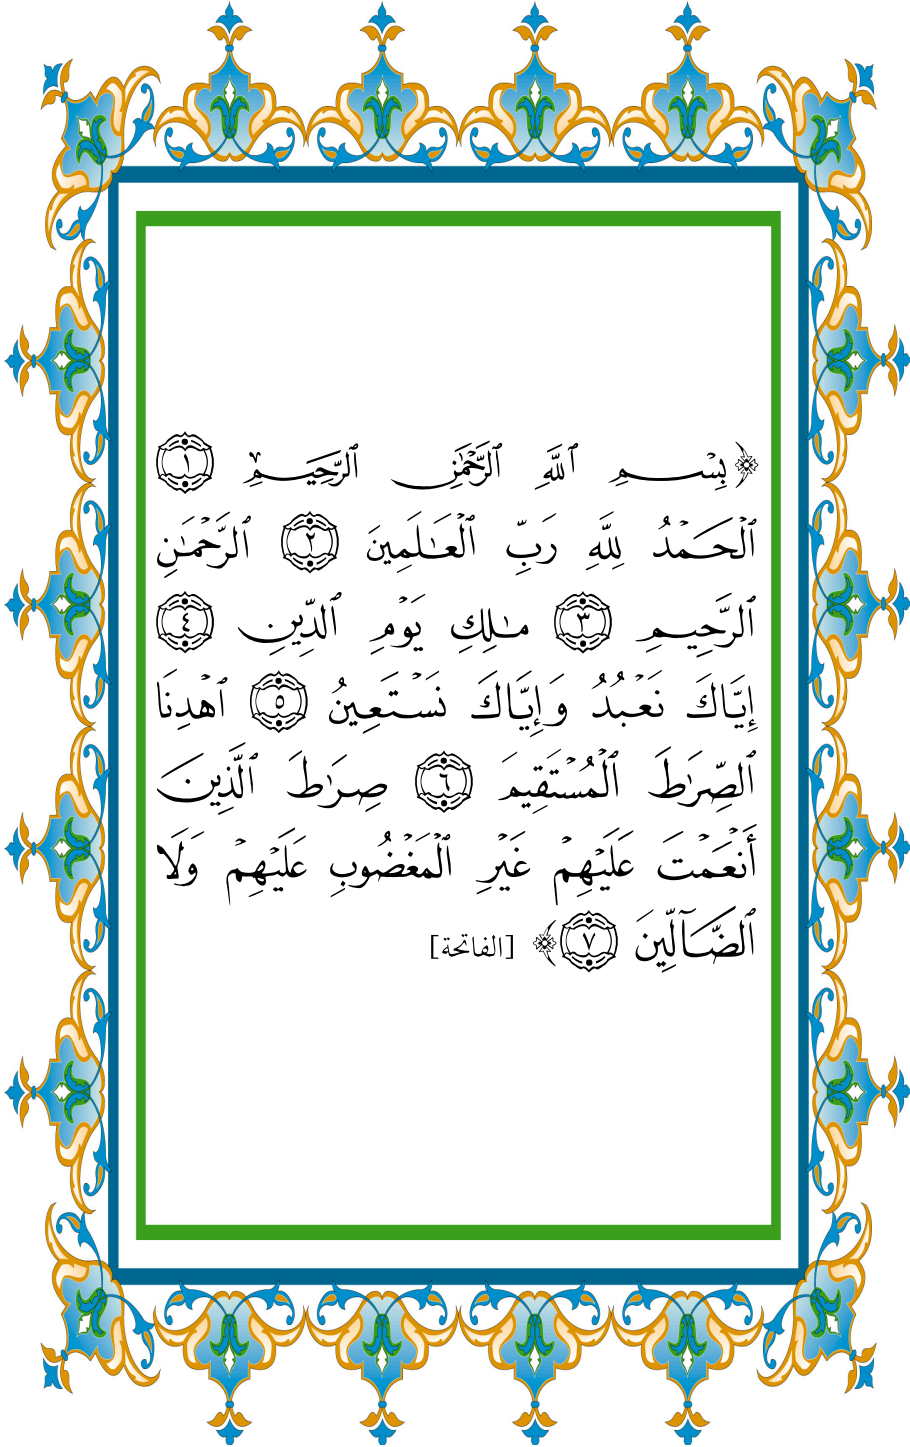 ﴿بِسْمِ ٱللَّهِ ٱلرَّحْمَٰنِ ٱلرَّحِيمِ ١
ٱلْحَمْدُ لِلَّهِ رَبِّ ٱلْعَٰلَمِينَ ٢ ٱلرَّحْمَٰنِ
ٱلرَّحِيمِ ٣ مَٰلِكِ يَوْمِ ٱلدِّينِ ٤
إِيَّاكَ نَعْبُدُ وَإِيَّاكَ نَسْتَعِينُ ٥ ٱهْدِنَا
ٱلصِّرَٰطَ ٱلْمُسْتَقِيمَ ٦ صِرَٰطَ ٱلَّذِينَ
أَنْعَمْتَ عَلَيْهِمْ غَيْرِ ٱلْمَغْضُوبِ عَلَيْهِمْ وَلَا
ٱلضَّآلِّينَ ٧﴾ [الفاتحة]